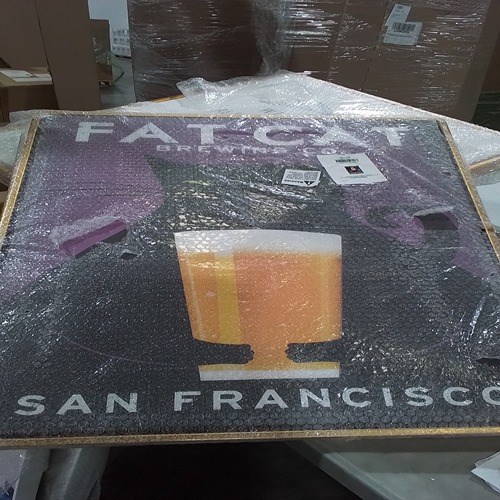 FAT CAT
BREWING CO.
SAN FRANCISCO